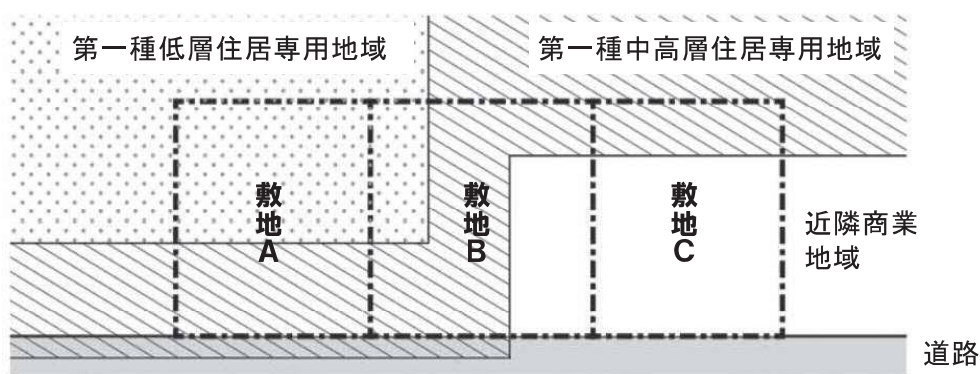 第一種低層住居専用地域
第一種中高層住居専用地域
敷地A
敷地B
敷地C
近隣商業
地域
道路